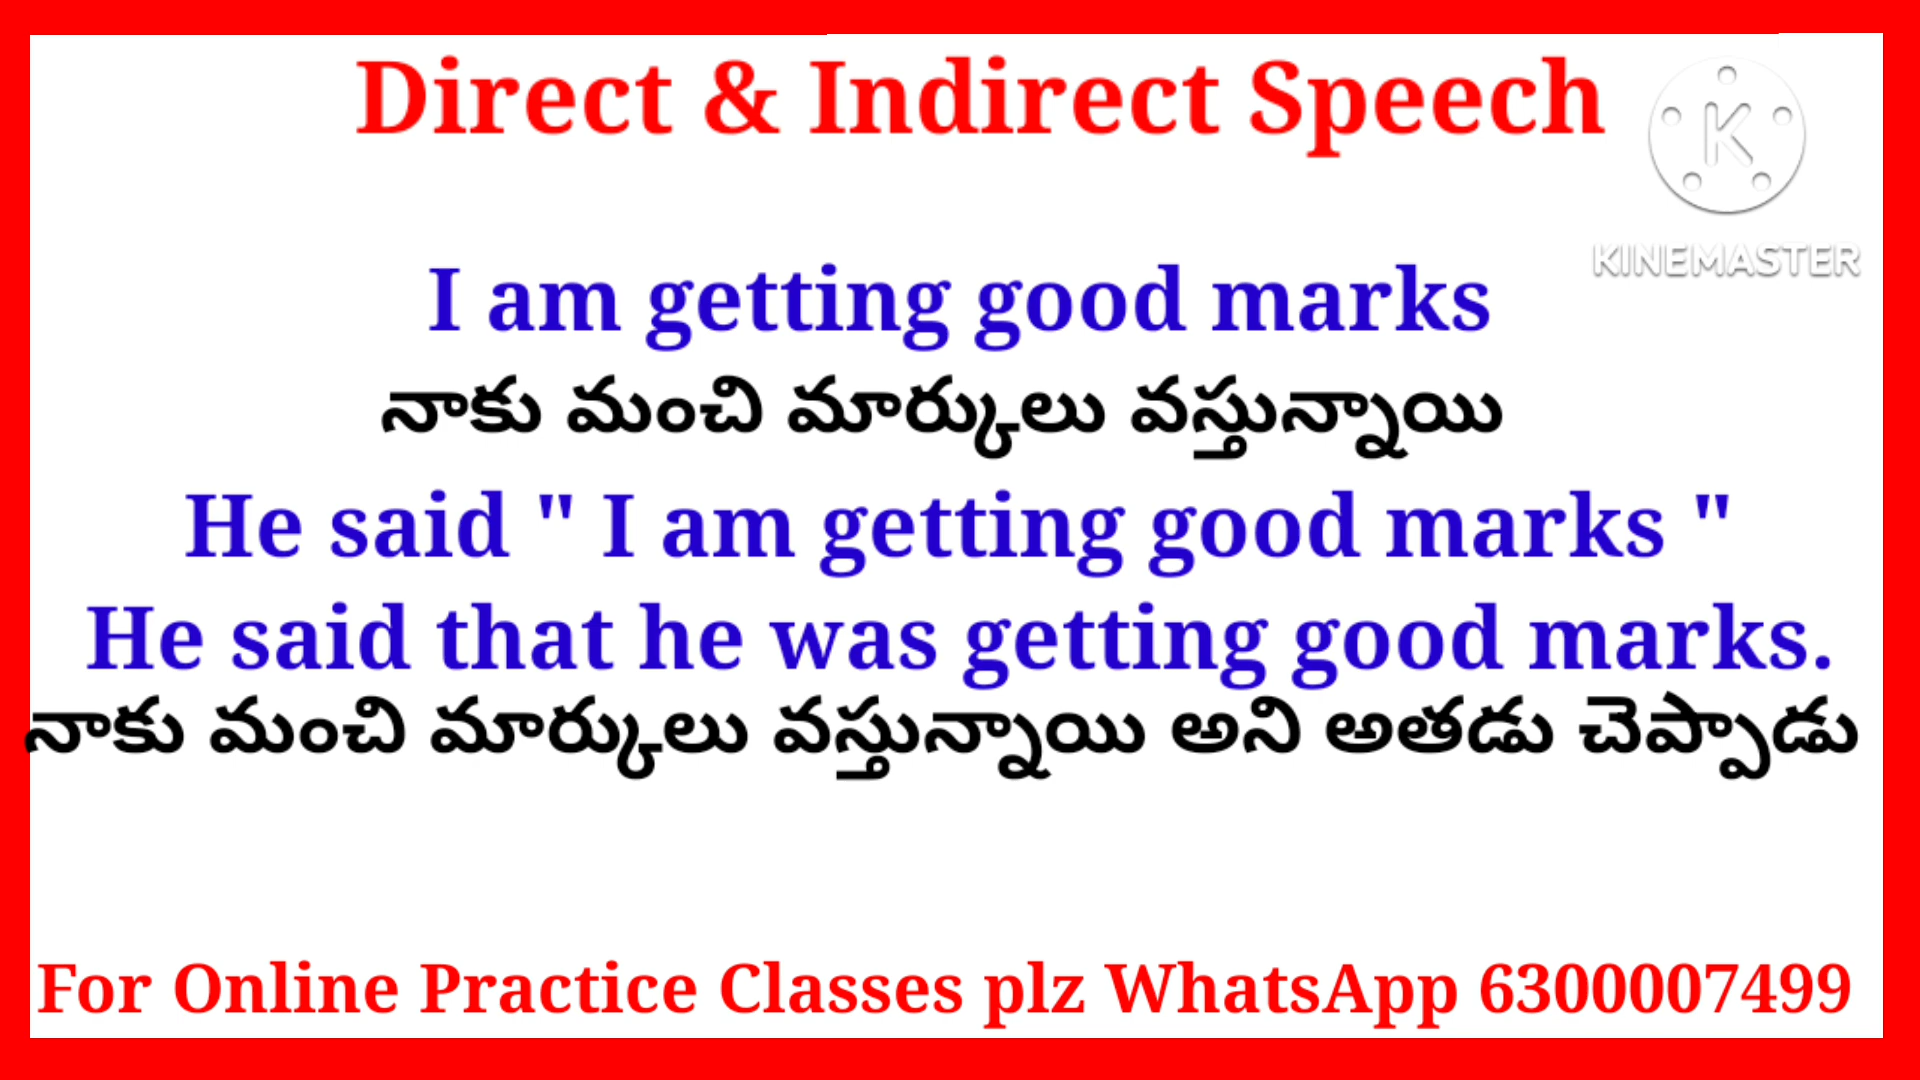 Direct & Indirect Speech
KINEMASTER
I am getting good marks
నాకు మంచి మార్కులు వస్తున్నాయి
He said " I am getting good marks "
He said that he was getting good marks.
నాకు మంచి మార్కులు వస్తున్నాయి అని అతడు చెప్పాడు
For Online Practice Classes plz WhatsApp 6300007499